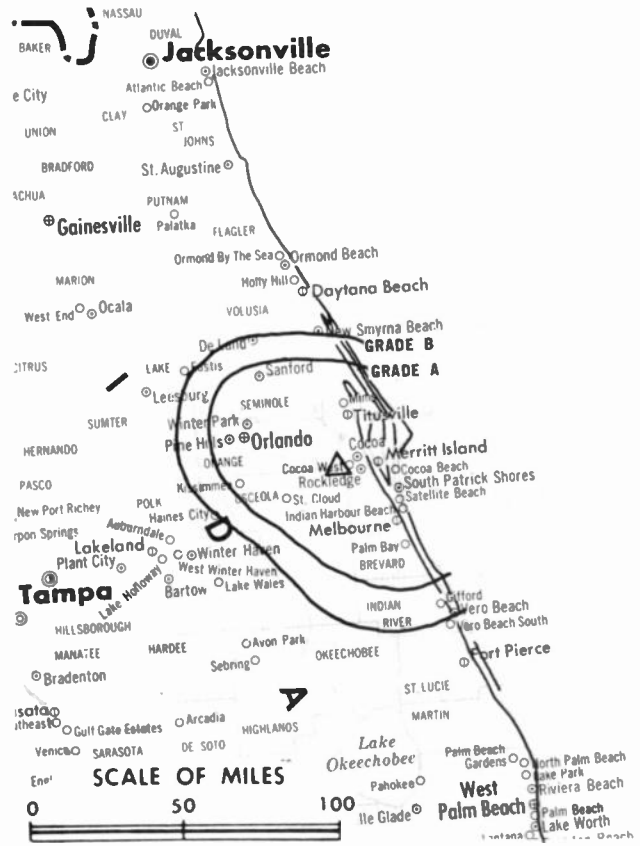 NASSAU
DUVAL
BAKER
Jacksonville
Jacksonville Beach
Atlantic Beach
e City
Orange Park
CLAY
ST
JOHNS
UNION
BRADFORD
St. Augustine
ACHUA
PUTNAM
Palatka
Gainesville
FLAGLER
Ormond By The Sea
Ormond Beach
MARION
Holly Hill
Daytana Beach
West End
Ocala
VOLUSIA
New Smyrna Beach
De Land
GRADE B
CITRUS
LAKE
Eustis
Sanford
GRADE A
Leesburg
SEMINOLE
Mims
Titusville
SUMTER
Winter Park
Pine Hills
Orlando
HERNANDO
ORANGE
Cocoa
Merritt Island
Cocoa West
Cocoa Beach
PASCO
Rockledge
South Patrick Shores
Kissimmee
OSCEOLA
St. Cloud
Satellite Beach
POLK
New Port Richey
Haines City
Indian Harbour Beach
Melbourne
rpon Springs
Auburndale
Lakeland
Winter Haven
Palm Bay
Plant City
West Winter Haven
BREVARD
Tampa
Lake Holloway
Bartow
Lake Wales
Gifford
INDIAN
RIVER
Vero Beach
Vero Beach South
HILLSBOROUGH
MANATEE
HARDEE
Avon Park
OKEECHOBEE
Fort Pierce
Sebring
Bradenton
ST. LUCIE
MARTIN
sota
utheast
Gulf Gate Estates
Arcadia
HIGHLANDS
Venice
SARASOTA
DE SOTO
Lake
Okeechobee
Palm Beach
Gardens
North Palm Beach
Lake Park
Riviera Beach
Pahokee
West
Palm Beach
Palm Beach
lle Glade
Lake Worth
Lantana
SCALE OF MILES
0 50 100